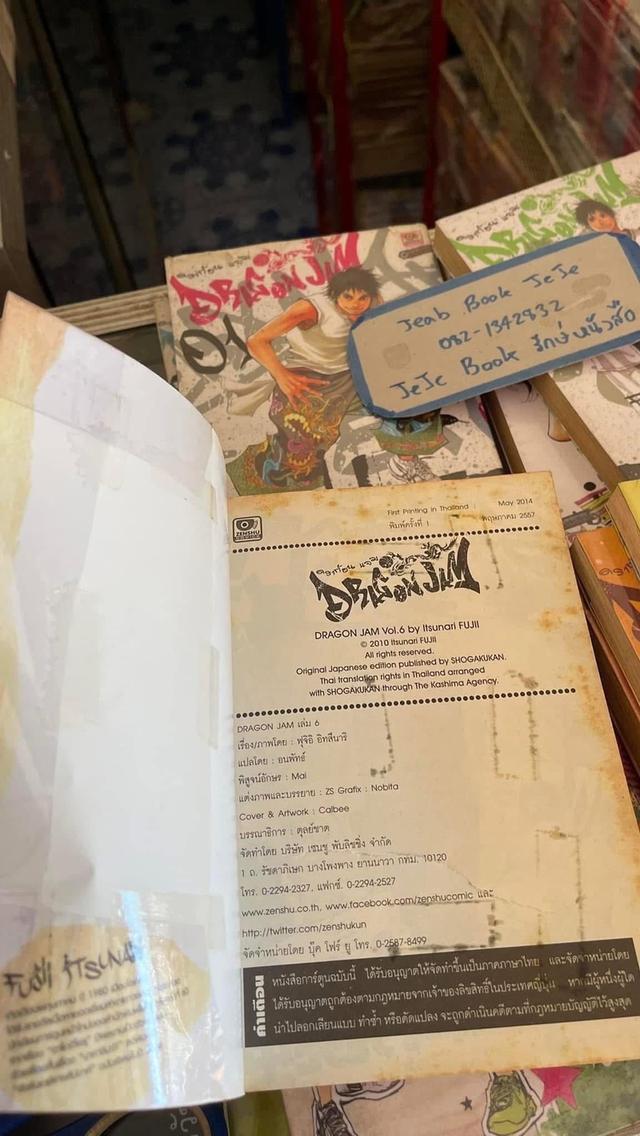 ดราก้อน แจม
DRAGON JAM
01
DRAGON JAM
Jeab Book JeJe
082-1342832
JeJe Book รักษ์หนังสือ
ZENSHU
First Printing in Thailand : May 2014
พิมพ์ครั้งที่ 1 พฤษภาคม 2557
ดราก้อน แจม
DRAGON JAM
DRAGON JAM Vol.6 by Itsunari FUJII
© 2010 Itsunari FUJII
All rights reserved.
Original Japanese edition published by SHOGAKUKAN.
Thai translation rights in Thailand arranged
with SHOGAKUKAN through The Kashima Agency.
DRAGON JAM เล่ม 6
เรื่อง/ภาพโดย : ฟุจิอิ อิทสึนาริ
แปลโดย : อนพัทธ์
พิสูจน์อักษร : Mai
แต่งภาพและบรรยาย : ZS Grafix : Nobita
Cover & Artwork : Calbee
บรรณาธิการ : ตุลย์ชาต
จัดทำโดย บริษัท เซนชู พับลิชชิ่ง จำกัด
1 ถ. รัชดาภิเษก บางโพงพาง ยานนาวา กทม. 10120
โทร. 0-2294-2327, แฟกซ์. 0-2294-2527
www.zenshu.co.th, www.facebook.com/zenshucomic และ
http://twitter.com/zenshukun
จัดจำหน่ายโดย บุ๊ค โฟร์ ยู โทร. 0-2587-8499
คำเตือน
หนังสือการ์ตูนฉบับนี้ ได้รับอนุญาตให้จัดทำขึ้นเป็นภาคภาษาไทย และจัดจำหน่ายโดย
ได้รับอนุญาตถูกต้องตามกฎหมายจากเจ้าของลิขสิทธิ์ในประเทศญี่ปุ่น หากมีผู้หนึ่งผู้ใด
นำไปลอกเลียนแบบ ทำซ้ำ หรือดัดแปลง จะถูกดำเนินคดีตามที่กฎหมายบัญญัติไว้สูงสุด
FUJII ITSUNARI